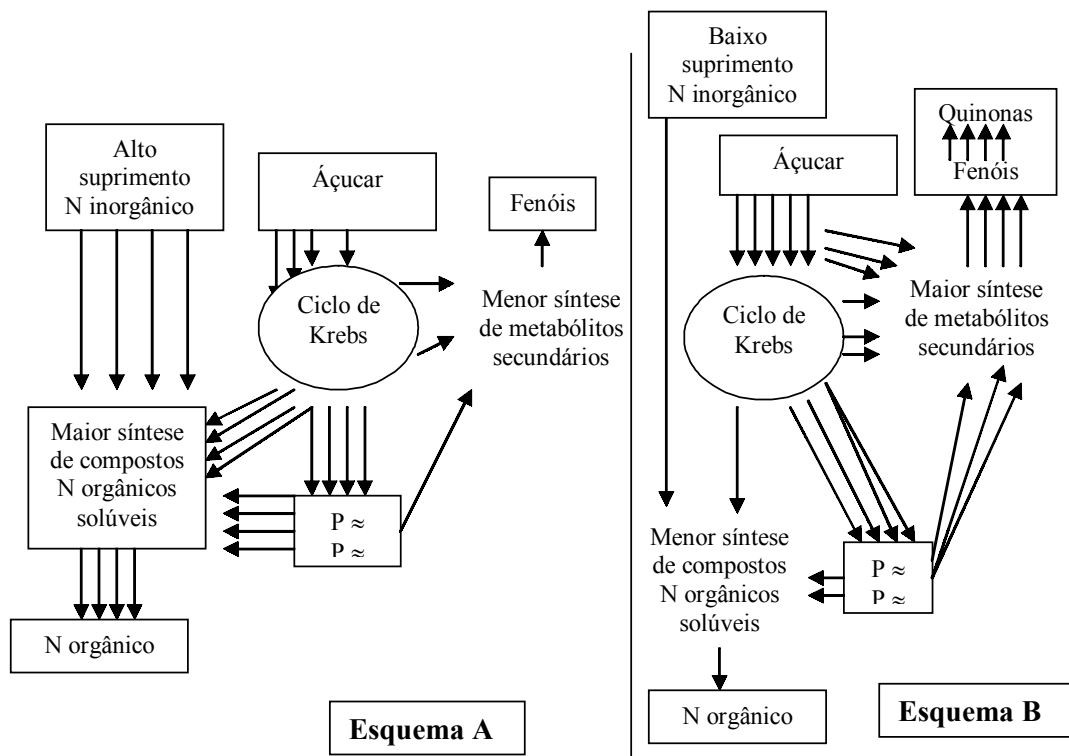 Alto
suprimento
N inorgânico
Áçucar
Fenóis
Ciclo de
Krebs
Menor síntese
de metabólitos
secundários
Maior síntese
de compostos
N orgânicos
solúveis
P ≈
P ≈
N orgânico
Esquema A
Baixo
suprimento
N inorgânico
Áçucar
Quinonas
Fenóis
Ciclo de
Krebs
Maior síntese
de metabólitos
secundários
Menor síntese
de compostos
N orgânicos
solúveis
P ≈
P ≈
N orgânico
Esquema B